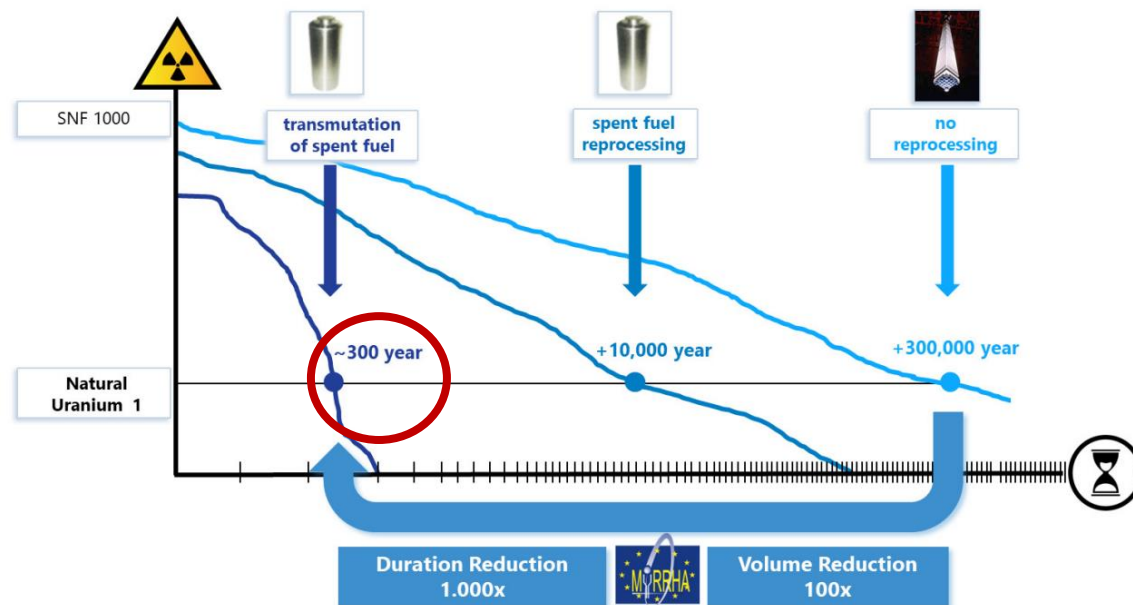 SNF 1000
transmutation
of spent fuel
spent fuel
reprocessing
no
reprocessing
~300 year
+10,000 year
+300,000 year
Natural
Uranium 1
Duration Reduction
1.000x
MYRRHA
Volume Reduction
100x